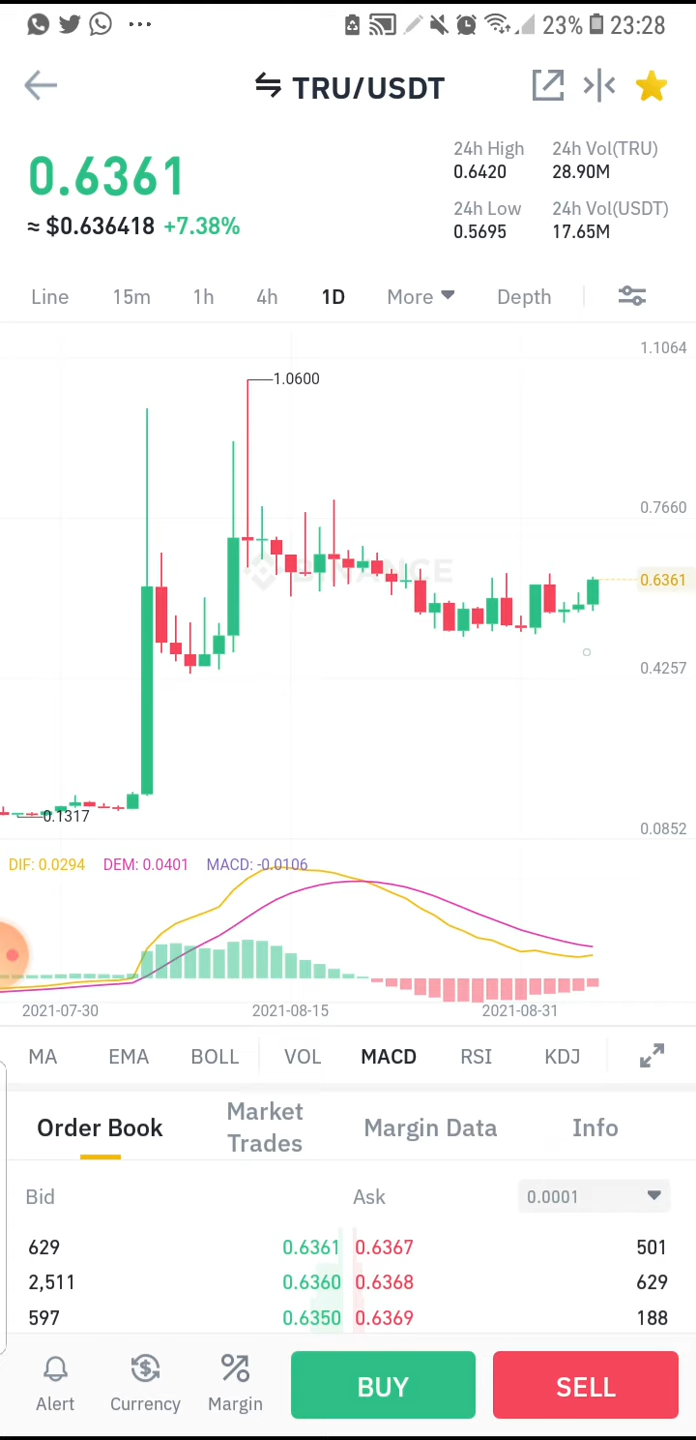 23% 23:28
TRU/USDT
0.6361
≈ $0.636418 +7.38%
24h High
0.6420
24h Vol(TRU)
28.90M
24h Low
0.5695
24h Vol(USDT)
17.65M
Line 15m 1h 4h 1D More Depth
1.1064
1.0600
0.7660
BINANCE
0.6361
0.4257
0.1317
0.0852
DIF: 0.0294 DEM: 0.0401 MACD: -0.0106
2021-07-30 2021-08-15 2021-08-31
MA EMA BOLL VOL MACD RSI KDJ
Order Book
Market
Trades
Margin Data
Info
Bid Ask 0.0001
629 0.6361 0.6367 501
2,511 0.6360 0.6368 629
597 0.6350 0.6369 188
Alert Currency Margin BUY SELL